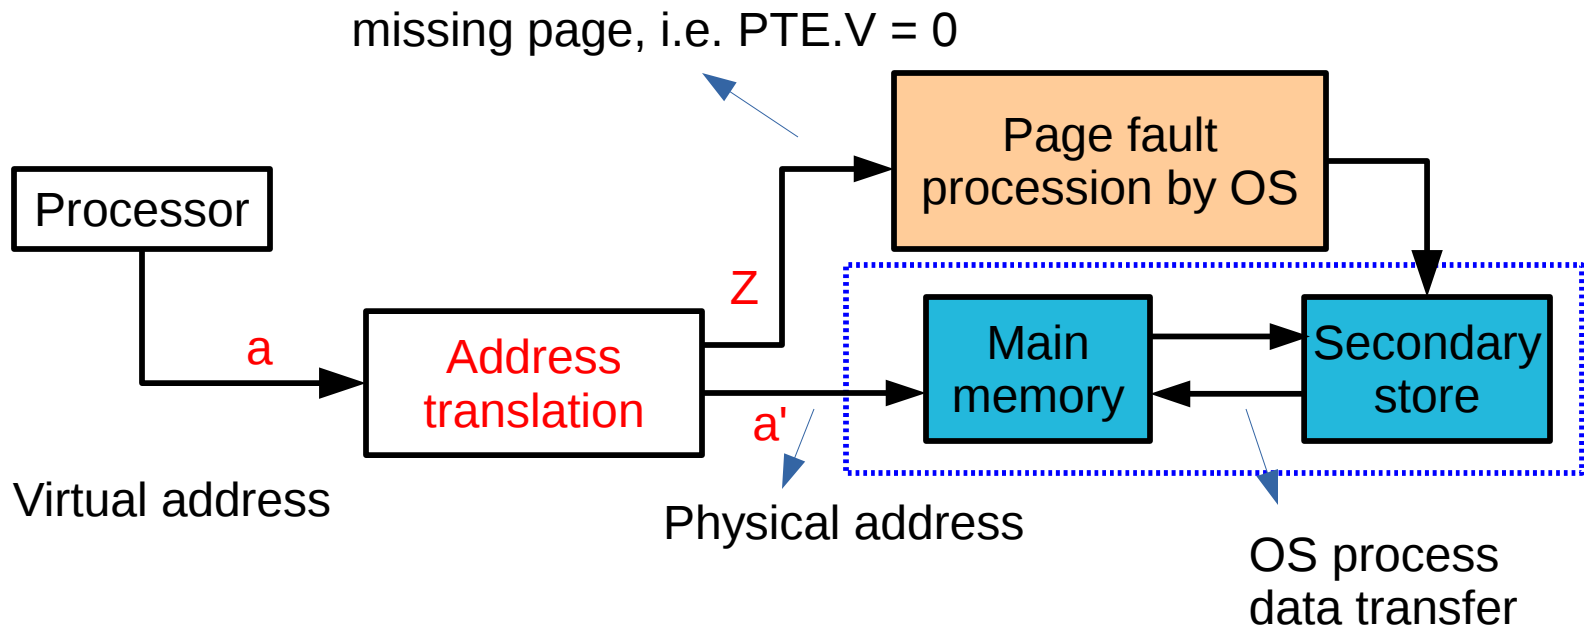 missing page, i.e. PTE.V = 0
Page fault
procession by OS
Processor
Z
a
Address
translation
a'
Main
memory
Secondary
store
Virtual address
Physical address
OS process
data transfer